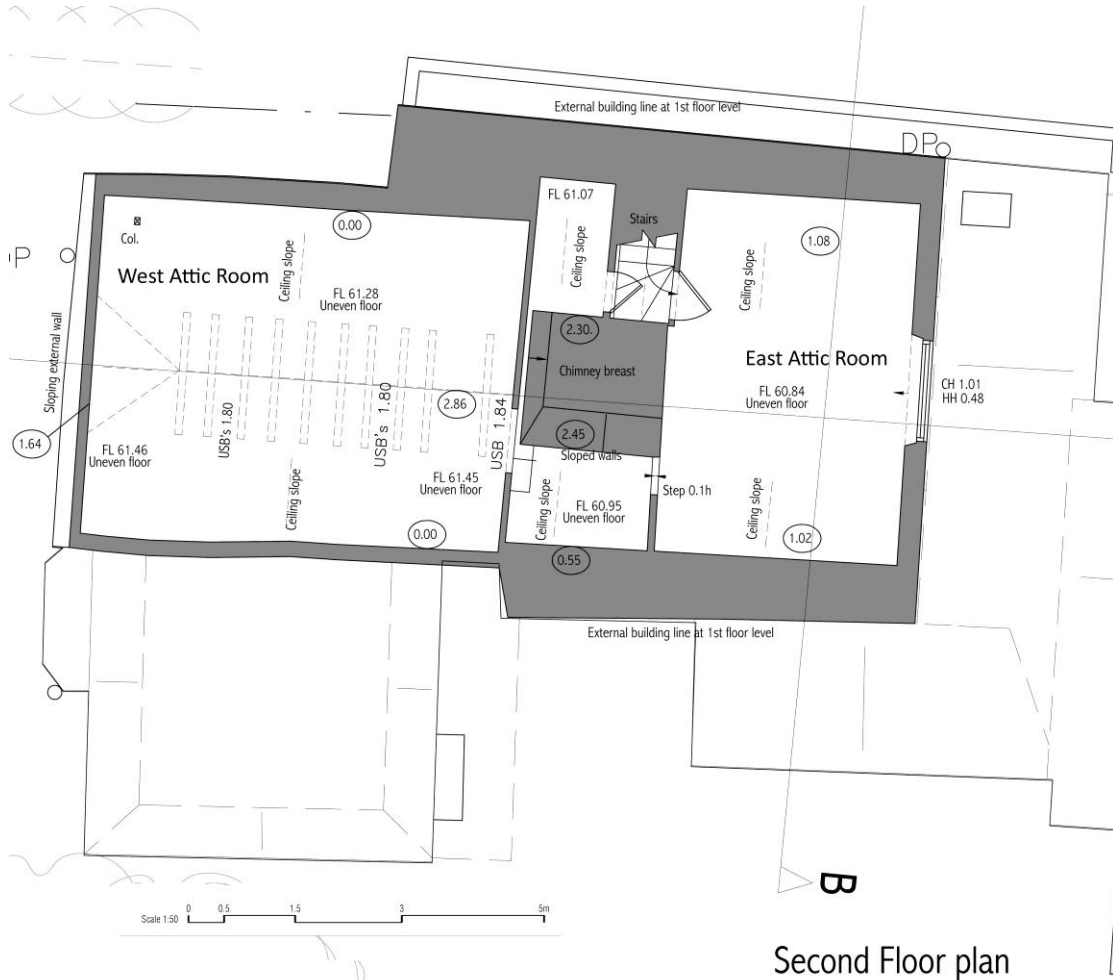 External building line at 1st floor level
DP
FL 61.07
Stairs
Col.
0.00
1.08
P
West Attic Room
Ceiling slope
Ceiling slope
Ceiling slope
FL 61.28
Uneven floor
Sloping external wall
2.30.
Chimney breast
East Attic Room
FL 60.84
Uneven floor
CH 1.01
HH 0.48
USB's 1.80
USB's 1.80
2.86
USB 1.84
1.64
2.45
Sloped walls
FL 61.46
Uneven floor
FL 61.45
Uneven floor
Step 0.1h
Ceiling slope
Ceiling slope
Ceiling slope
FL 60.95
Uneven floor
0.00
1.02
0.55
External building line at 1st floor level
B
Scale 1:50
0 0.5 1.5 3 5m
Second Floor plan